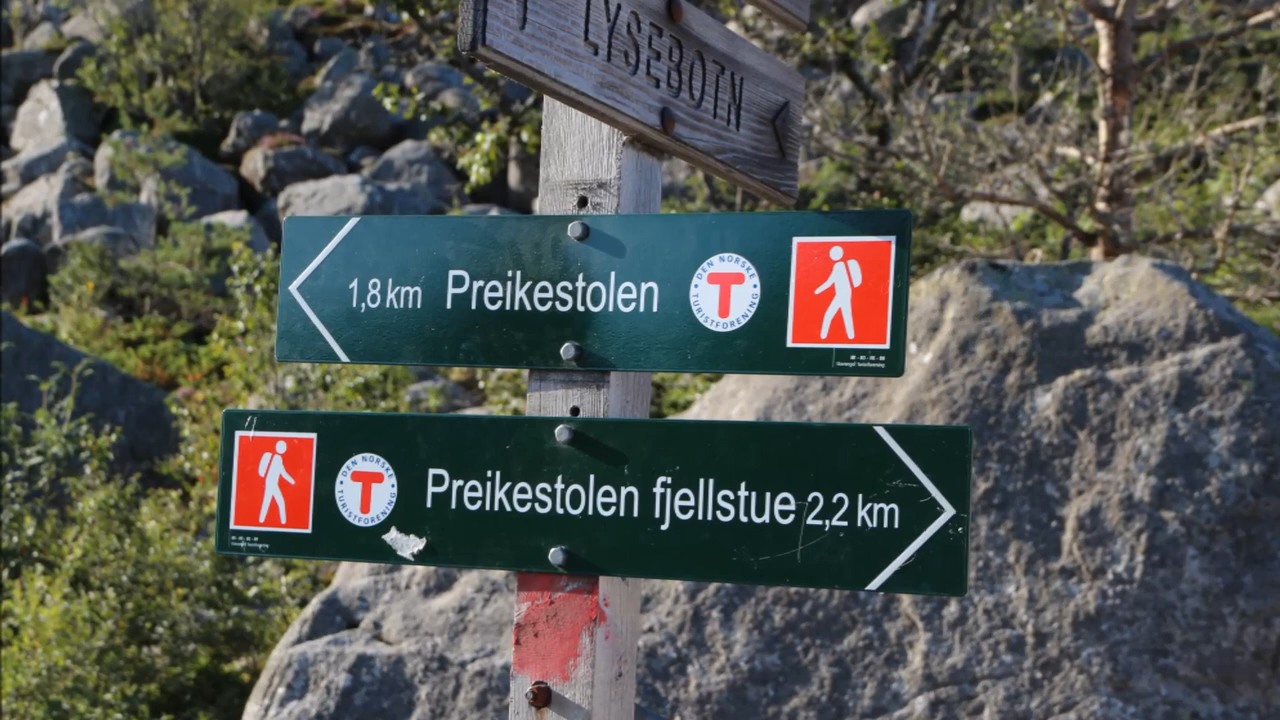 LYSEBOTN
1,8 km Preikestolen
DEN NORSKE TURISTFORENING
T
DEN NORSKE TURISTFORENING
T
Preikestolen fjellstue 2,2 km